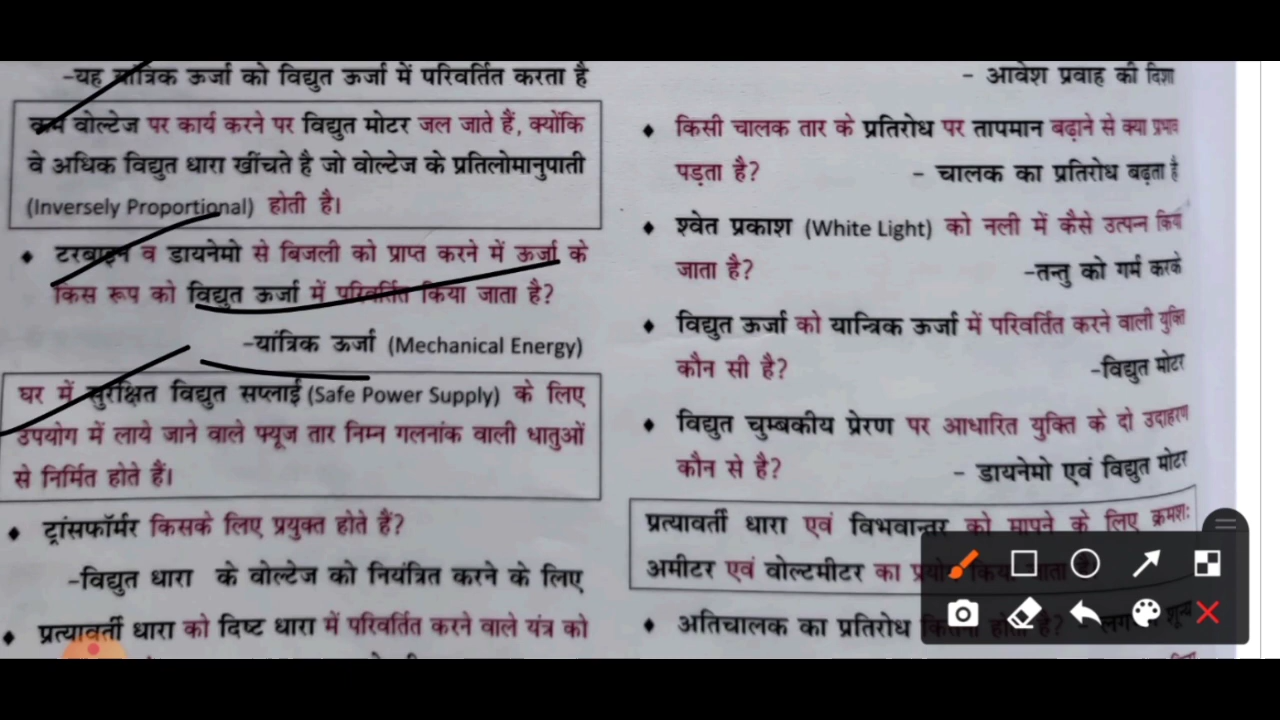 -यह यांत्रिक ऊर्जा को विद्युत ऊर्जा में परिवर्तित करता है
कम वोल्टेज पर कार्य करने पर विद्युत मोटर जल जाते हैं, क्योंकि
वे अधिक विद्युत धारा खींचते है जो वोल्टेज के प्रतिलोमानुपाती
(Inversely Proportional) होती है।
♦ टरबाइन व डायनेमो से बिजली को प्राप्त करने में ऊर्जा के
किस रूप को विद्युत ऊर्जा में परिवर्तित किया जाता है?
-यांत्रिक ऊर्जा (Mechanical Energy)
घर में सुरक्षित विद्युत सप्लाई (Safe Power Supply) के लिए
उपयोग में लाये जाने वाले फ्यूज तार निम्न गलनांक वाली धातुओं
से निर्मित होते हैं।
♦ ट्रांसफॉर्मर किसके लिए प्रयुक्त होते हैं?
-विद्युत धारा के वोल्टेज को नियंत्रित करने के लिए
♦ प्रत्यावर्ती धारा को दिष्ट धारा में परिवर्तित करने वाले यंत्र को
- आवेश प्रवाह की दिशा
♦ किसी चालक तार के प्रतिरोध पर तापमान बढ़ाने से क्या प्रभाव
पड़ता है? - चालक का प्रतिरोध बढ़ता है
♦ श्वेत प्रकाश (White Light) को नली में कैसे उत्पन्न किया
जाता है? -तन्तु को गर्म करके
♦ विद्युत ऊर्जा को यान्त्रिक ऊर्जा में परिवर्तित करने वाली युक्ति
कौन सी है? -विद्युत मोटर
♦ विद्युत चुम्बकीय प्रेरण पर आधारित युक्ति के दो उदाहरण
कौन से है? - डायनेमो एवं विद्युत मोटर
प्रत्यावर्ती धारा एवं विभवान्तर को मापने के लिए क्रमशः
अमीटर एवं वोल्टमीटर का प्रयोग किया जाता है।
♦ अतिचालक का प्रतिरोध कितना होता है? - शून्य